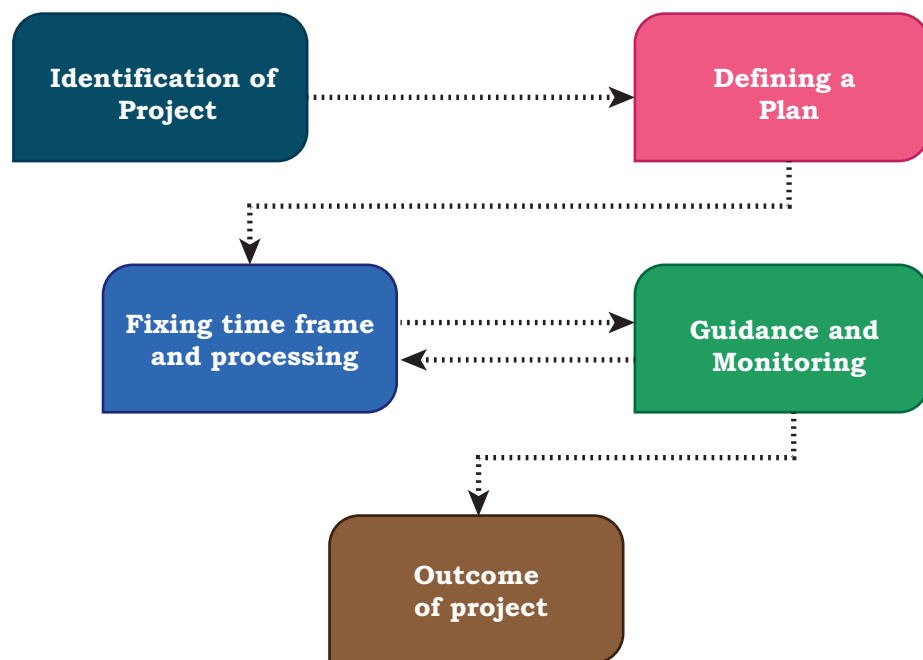 Identification of
Project
Defining a
Plan
Fixing time frame
and processing
Guidance and
Monitoring
Outcome
of project